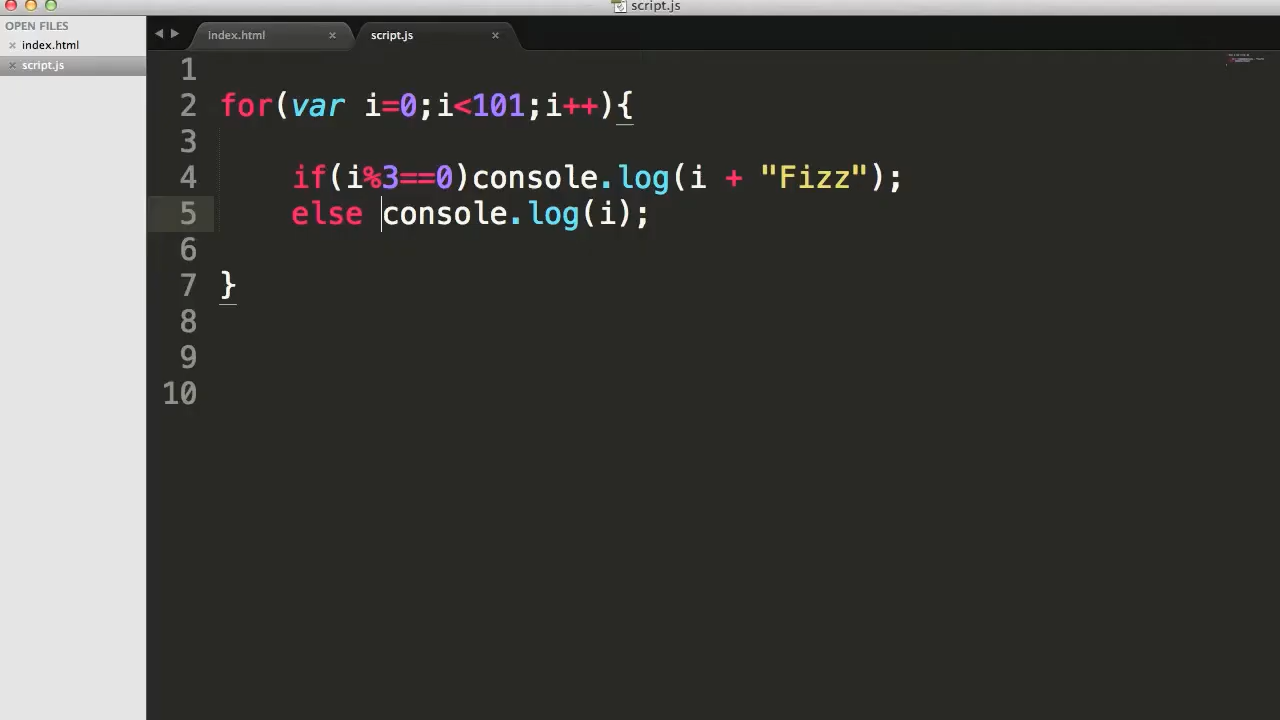 script.js
OPEN FILES
index.html
script.js
index.html
script.js
1
2 for(var i=0;i<101;i++){
3
4 if(i%3==0)console.log(i + "Fizz");
5 else console.log(i);
6
7 }
8
9
10